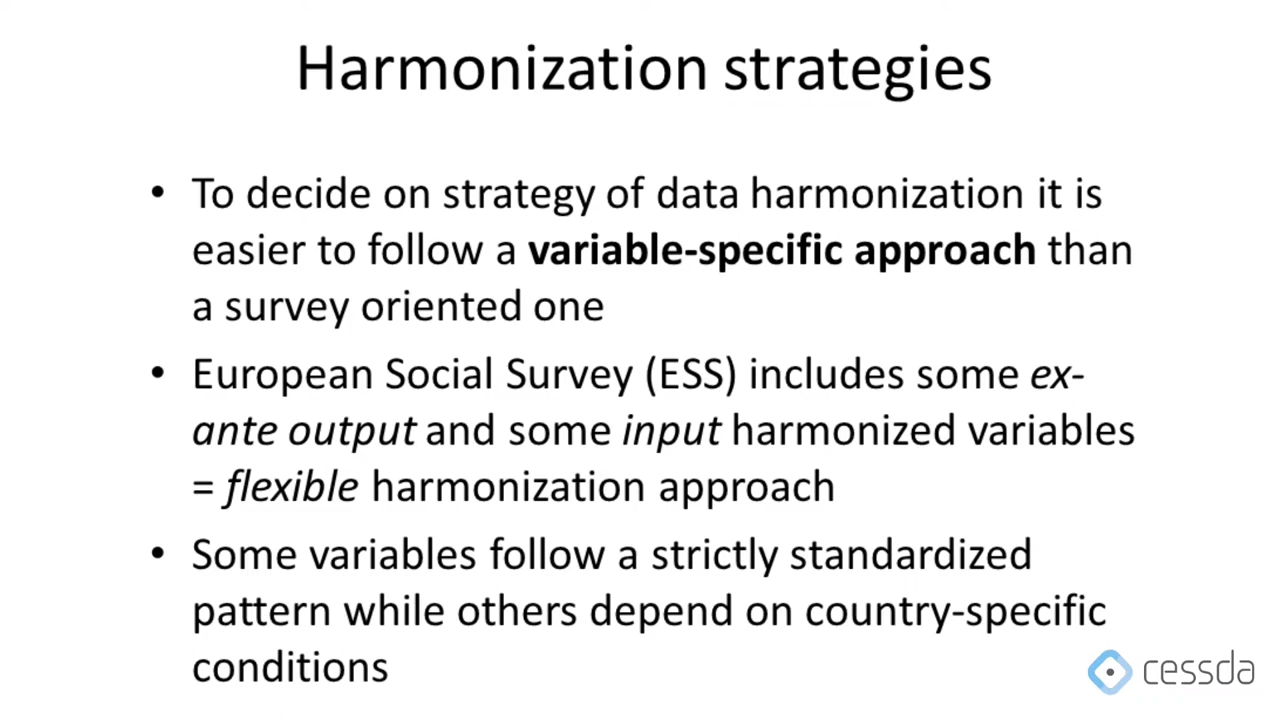 Harmonization strategies
• To decide on strategy of data harmonization it is
easier to follow a variable-specific approach than
a survey oriented one
• European Social Survey (ESS) includes some ex-
ante output and some input harmonized variables
= flexible harmonization approach
• Some variables follow a strictly standardized
pattern while others depend on country-specific
conditions
cessda